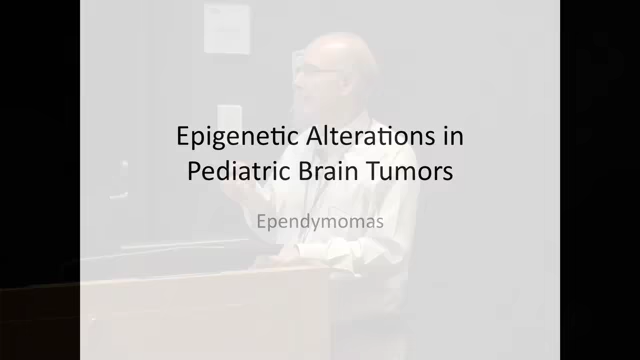 Epigenetic Alterations in
Pediatric Brain Tumors
Ependymomas